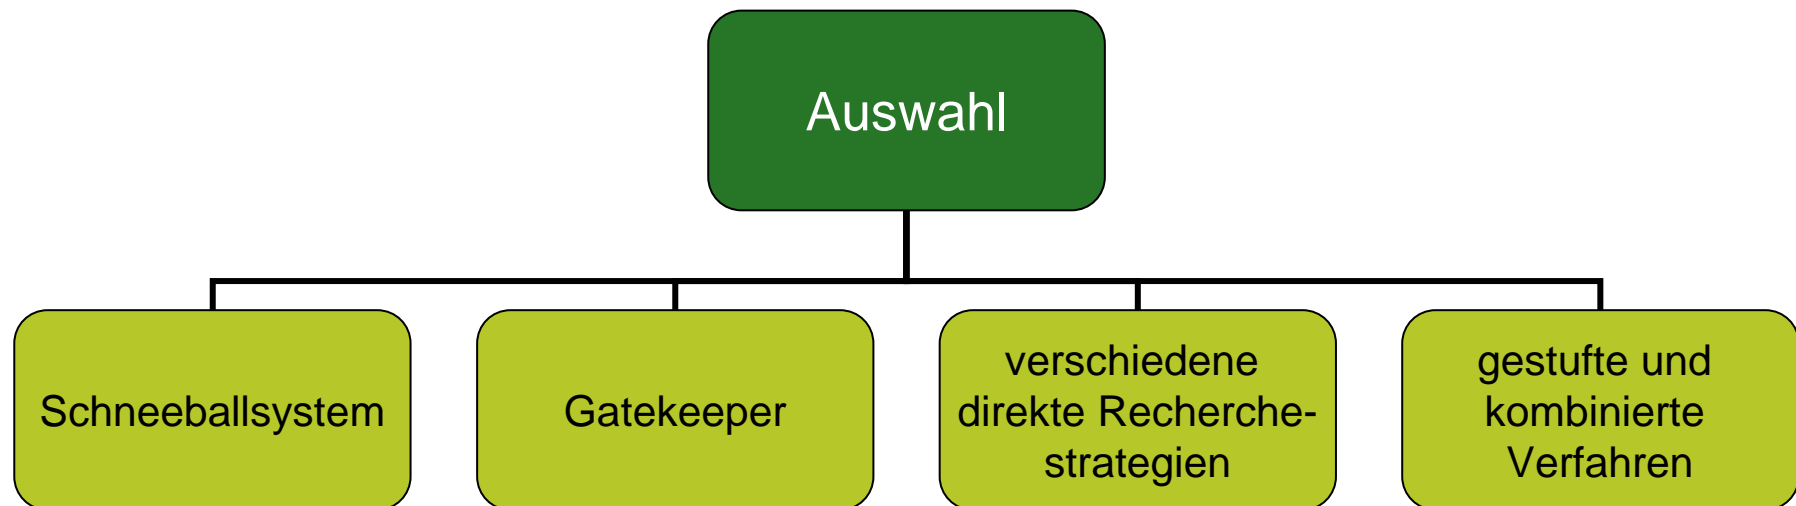 Auswahl
Schneeballsystem
Gatekeeper
verschiedene
direkte Recherche-
strategien
gestufte und
kombinierte
Verfahren